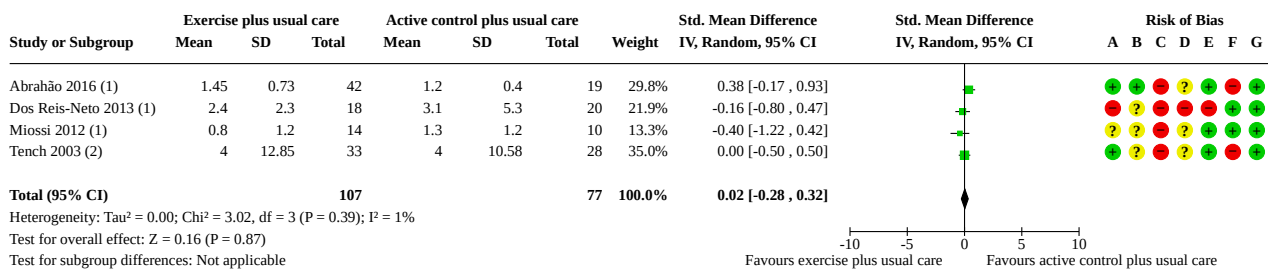 Exercise plus usual care Active control plus usual care Std. Mean Difference Std. Mean Difference Risk of Bias
Study or Subgroup Mean SD Total Mean SD Total Weight IV, Random, 95% CI IV, Random, 95% CI A B C D E F G
Abrahão 2016 (1) 1.45 0.73 42 1.2 0.4 19 29.8% 0.38 [-0.17 , 0.93] + + − ? + − +
Dos Reis-Neto 2013 (1) 2.4 2.3 18 3.1 5.3 20 21.9% -0.16 [-0.80 , 0.47] − ? − − − + +
Miossi 2012 (1) 0.8 1.2 14 1.3 1.2 10 13.3% -0.40 [-1.22 , 0.42] ? ? − ? + + +
Tench 2003 (2) 4 12.85 33 4 10.58 28 35.0% 0.00 [-0.50 , 0.50] + ? − ? + − +
Total (95% CI) 107 77 100.0% 0.02 [-0.28 , 0.32]
Heterogeneity: Tau² = 0.00; Chi² = 3.02, df = 3 (P = 0.39); I² = 1%
Test for overall effect: Z = 0.16 (P = 0.87)
-10 -5 0 5 10
Test for subgroup differences: Not applicable Favours exercise plus usual care Favours active control plus usual care